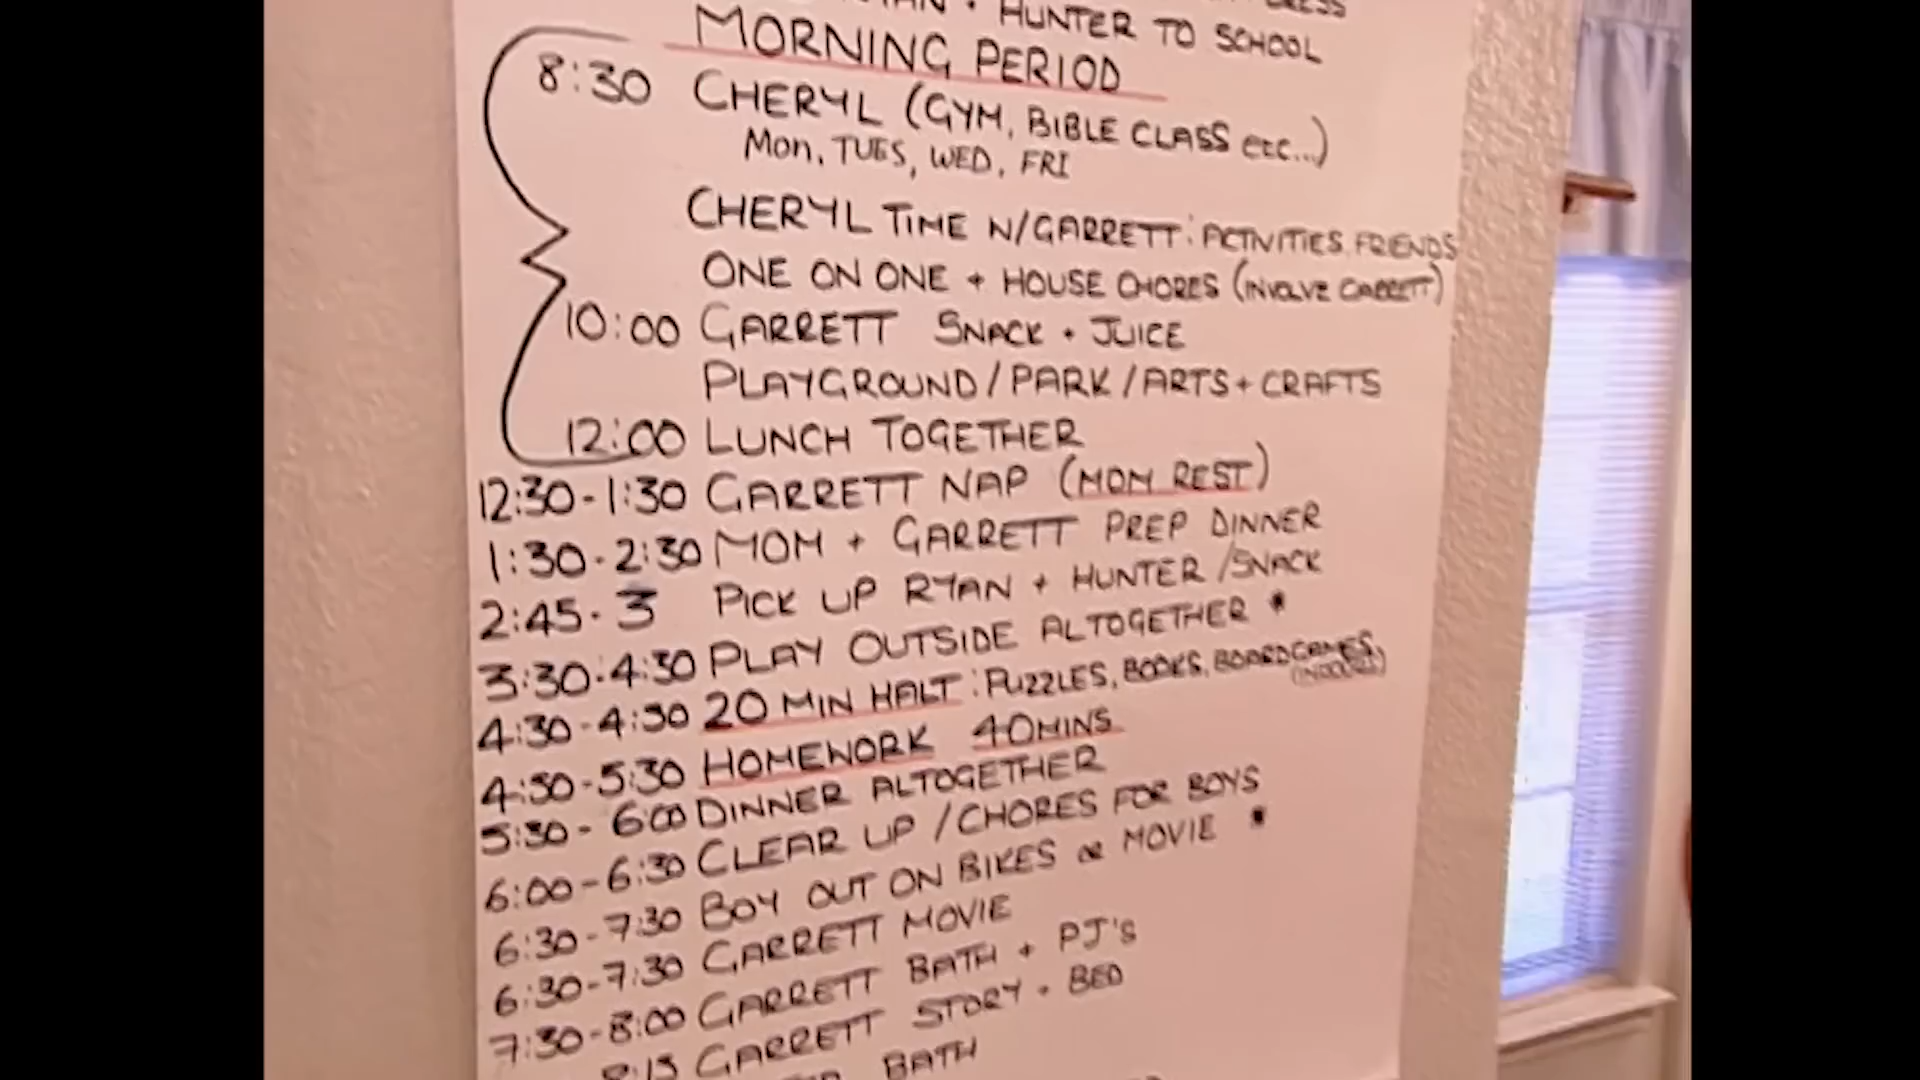 HUNTER TO SCHOOL
MORNING PERIOD
8:30 CHERYL (GYM, BIBLE CLASS etc...)
Mon, TUES, WED, FRI
CHERYL TIME W/GARRETT: ACTIVITIES, FRIENDS
ONE ON ONE + HOUSE CHORES (INVOLVE GARRETT)
10:00 GARRETT SNACK + JUICE
PLAYGROUND/PARK/ARTS + CRAFTS
12:00 LUNCH TOGETHER
12:30-1:30 GARRETT NAP (MOM REST)
1:30-2:30 MOM + GARRETT PREP DINNER
2:45-3 PICK UP RYAN + HUNTER/SNACK
3:30-4:30 PLAY OUTSIDE ALTOGETHER *
4:30-4:50 20 MIN HALT: PUZZLES, BOOKS, BOARDGAMES,
(INDOORS)
4:50-5:30 HOMEWORK 40MINS
5:30-6:00 DINNER ALTOGETHER
6:00-6:30 CLEAR UP/CHORES FOR BOYS
6:30-7:30 BOY OUT ON BIKES OR MOVIE *
6:30-7:30 GARRETT MOVIE
7:30-8:00 GARRETT BATH + PJ'S
8:15 GARRETT STORY + BED
BATH